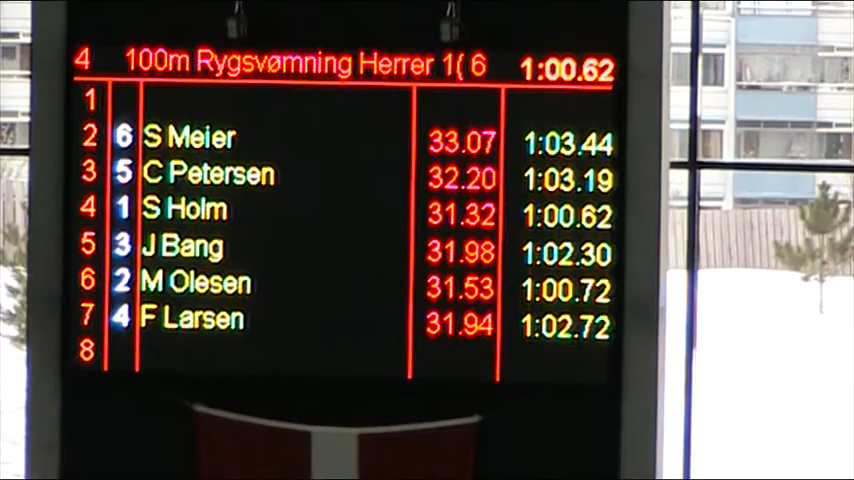 4 100m Rygsvømning Herrer 1( 6 1:00.62
1
2 6 S Meier 33.07 1:03.44
3 5 C Petersen 32.20 1:03.19
4 1 S Holm 31.32 1:00.62
5 3 J Bang 31.98 1:02.30
6 2 M Olesen 31.53 1:00.72
7 4 F Larsen 31.94 1:02.72
8